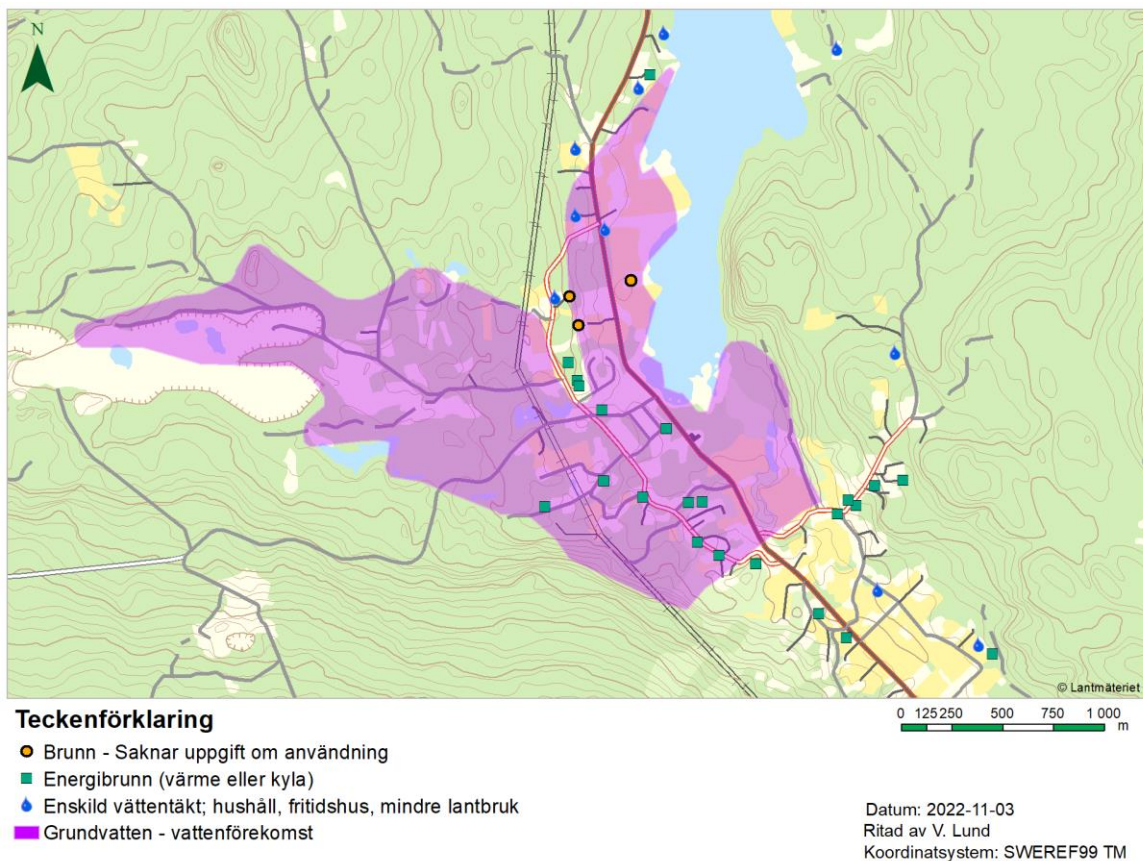 N
© Lantmäteriet
Teckenförklaring
Brunn - Saknar uppgift om användning
Energibrunn (värme eller kyla)
Enskild vättentäkt; hushåll, fritidshus, mindre lantbruk
Grundvatten - vattenförekomst
0 125 250 500 750 1 000
m
Datum: 2022-11-03
Ritad av V. Lund
Koordinatsystem: SWEREF99 TM